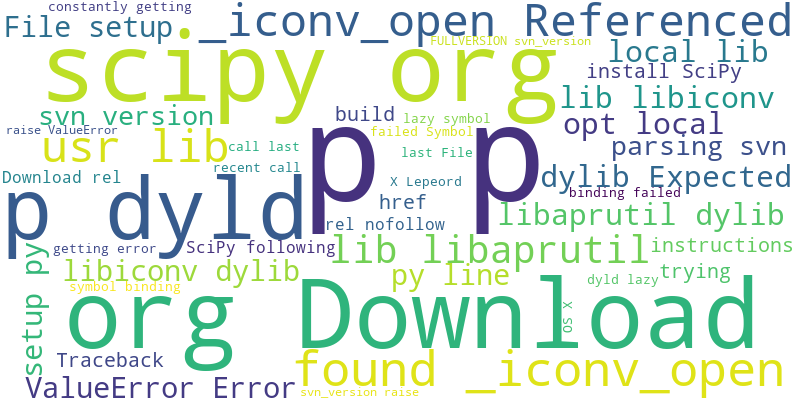 constantly getting
File setup
_iconv_open Referenced
scipy org
FULLVERSION svn_version
local lib
install SciPy
lib libiconv
svn version
build
lazy symbol
opt local
raise ValueError
failed Symbol
usr lib
call last
last File
parsing svn
recent call
p p
Download rel
X Lepeord
dylib Expected
binding failed
p dyld
href
rel nofollow
libaprutil dylib
getting error
SciPy following
lib libaprutil
instructions
setup py
libiconv dylib
py line
trying
symbol binding
dyld lazy
org Download
OS X
Traceback
found _iconv_open
ValueError Error
svn_version raise